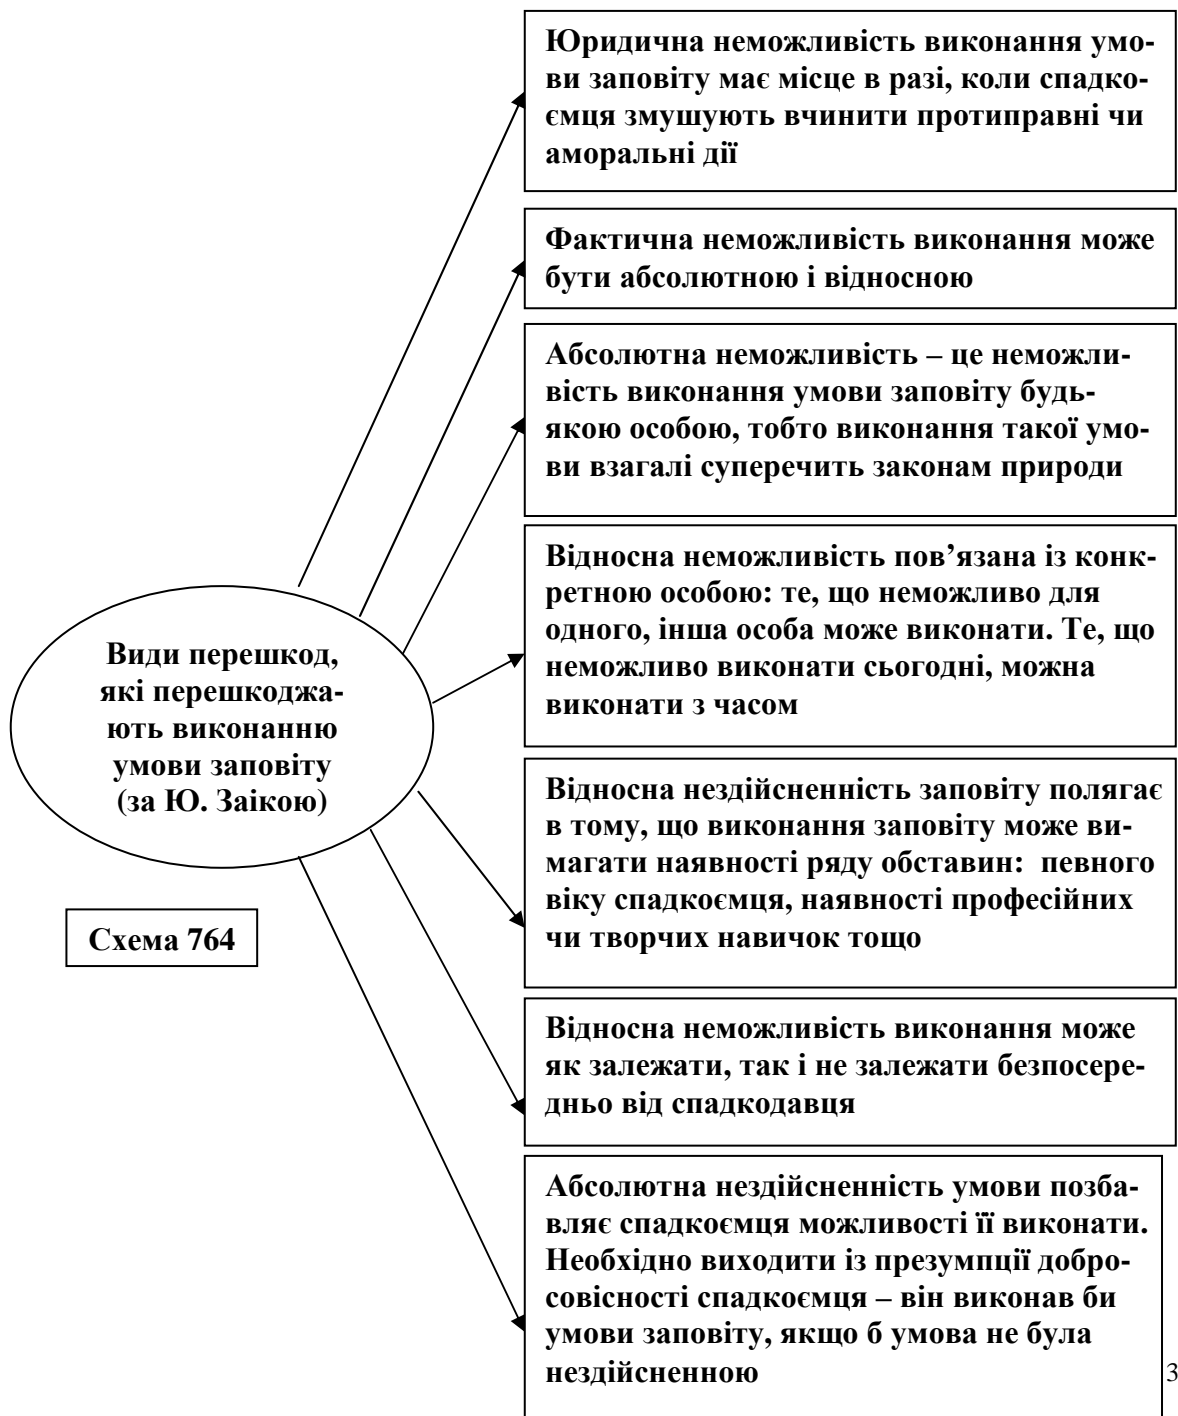 Юридична неможливість виконання умо-
ви заповіту має місце в разі, коли спадко-
ємця змушують вчинити протиправні чи
аморальні дії
Фактична неможливість виконання може
бути абсолютною і відносною
Абсолютна неможливість – це неможли-
вість виконання умови заповіту будь-
якою особою, тобто виконання такої умо-
ви взагалі суперечить законам природи
Відносна неможливість пов’язана із конк-
ретною особою: те, що неможливо для
одного, інша особа може виконати. Те, що
неможливо виконати сьогодні, можна
виконати з часом
Види перешкод,
які перешкоджа-
ють виконанню
умови заповіту
(за Ю. Заікою)
Відносна нездійсненність заповіту полягає
в тому, що виконання заповіту може ви-
магати наявності ряду обставин: певного
віку спадкоємця, наявності професійних
чи творчих навичок тощо
Схема 764
Відносна неможливість виконання може
як залежати, так і не залежати безпосере-
дньо від спадкодавця
Абсолютна нездійсненність умови позба-
вляє спадкоємця можливості її виконати.
Необхідно виходити із презумпції добро-
совісності спадкоємця – він виконав би
умови заповіту, якщо б умова не була
нездійсненною
3